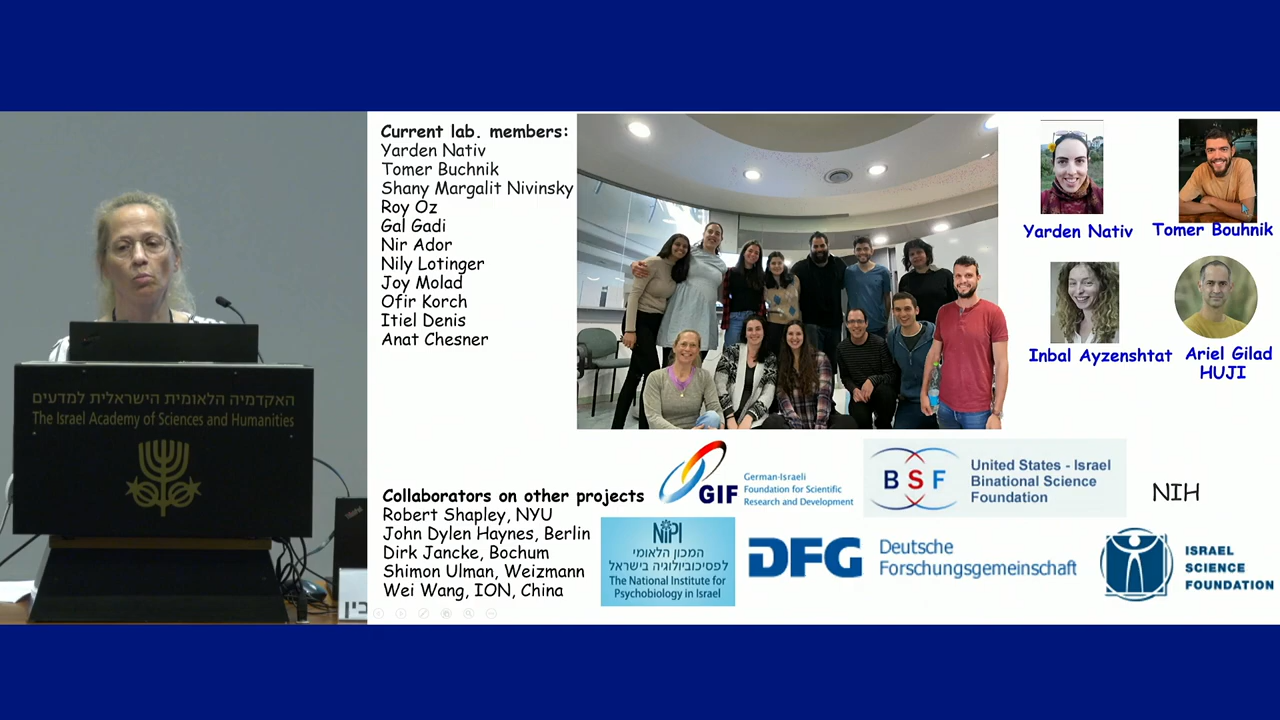 האקדמיה הלאומית הישראלית למדעים
The Israel Academy of Sciences and Humanities
Current lab. members:
Yarden Nativ
Tomer Buchnik
Shany Margalit Nivinsky
Roy Oz
Gal Gadi
Nir Ador
Nily Lotinger
Joy Molad
Ofir Korch
Itiel Denis
Anat Chesner
Yarden Nativ
Tomer Bouhnik
Inbal Ayzenshtat
Ariel Gilad
HUJI
Collaborators on other projects
Robert Shapley, NYU
John Dylen Haynes, Berlin
Dirk Jancke, Bochum
Shimon Ulman, Weizmann
Wei Wang, ION, China
GIF
German-Israeli
Foundation for Scientific
Research and Development
BSF
United States - Israel
Binational Science
Foundation
NIH
NIPI
המכון הלאומי
לפסיכוביולוגיה בישראל
The National Institute for
Psychobiology in Israel
DFG
Deutsche
Forschungsgemeinschaft
ISRAEL
SCIENCE
FOUNDATION